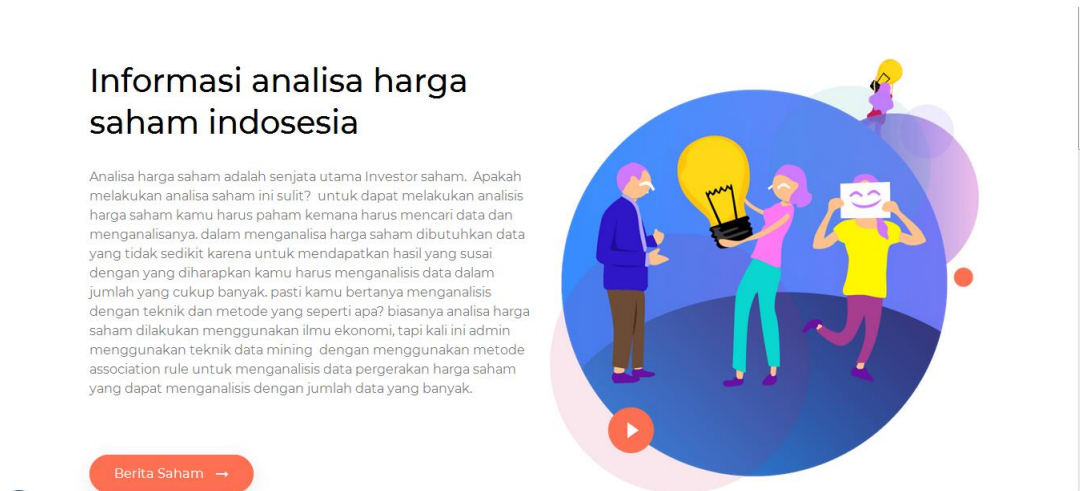 Informasi analisa harga
saham indosesia
Analisa harga saham adalah senjata utama Investor saham. Apakah
melakukan analisa saham ini sulit? untuk dapat melakukan analisis
harga saham kamu harus paham kemana harus mencari data dan
menganalisanya. dalam menganalisa harga saham dibutuhkan data
yang tidak sedikit karena untuk mendapatkan hasil yang susai
dengan yang diharapkan kamu harus menganalisis data dalam
jumlah yang cukup banyak. pasti kamu bertanya menganalisis
dengan teknik dan metode yang seperti apa? biasanya analisa harga
saham dilakukan menggunakan ilmu ekonomi, tapi kali ini admin
menggunakan teknik data mining dengan menggunakan metode
association rule untuk menganalisis data pergerakan harga saham
yang dapat menganalisis dengan jumlah data yang banyak.
Berita Saham →